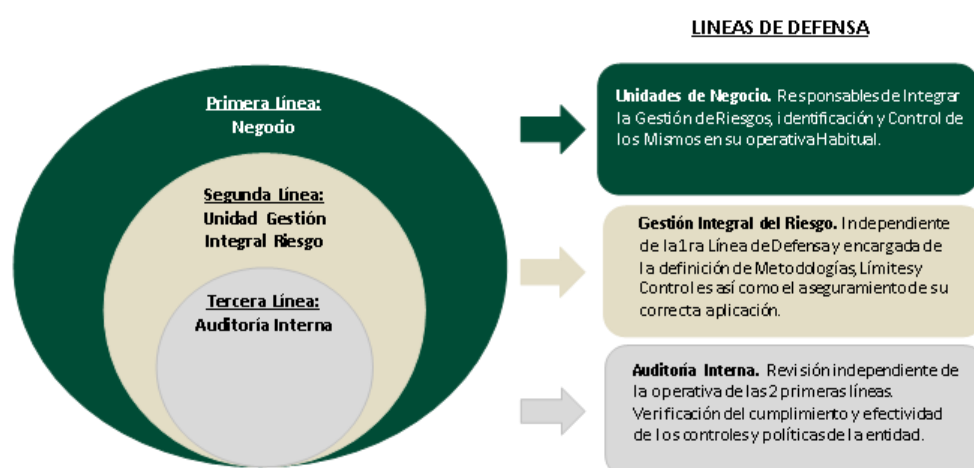 LINEAS DE DEFENSA
Primera Línea:
Negocio
Segunda Línea:
Unidad Gestión
Integral Riesgo
Tercera Línea:
Auditoría Interna
Unidades de Negocio. Responsables de Integrar
la Gestión de Riesgos, identificación y Control de
los Mismos en su operativa Habitual.
Gestión Integral del Riesgo. Independiente
de la 1ra Línea de Defensa y encargada de
la definición de Metodologías, Límites y
Controles así como el aseguramiento de su
correcta aplicación.
Auditoría Interna. Revisión independiente de
la operativa de las 2 primeras líneas.
Verificación del cumplimiento y efectividad
de los controles y políticas de la entidad.